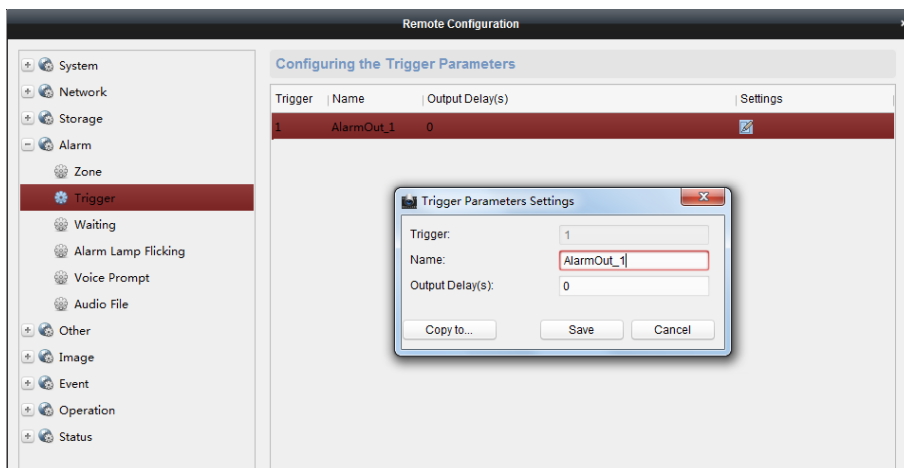 Remote Configuration
System
Network
Storage
Alarm
Zone
Trigger
Waiting
Alarm Lamp Flicking
Voice Prompt
Audio File
Other
Image
Event
Operation
Status
Configuring the Trigger Parameters
Trigger Name Output Delay(s) Settings
1 AlarmOut_1 0
Trigger Parameters Settings
Trigger: 1
Name: AlarmOut_1
Output Delay(s): 0
Copy to... Save Cancel